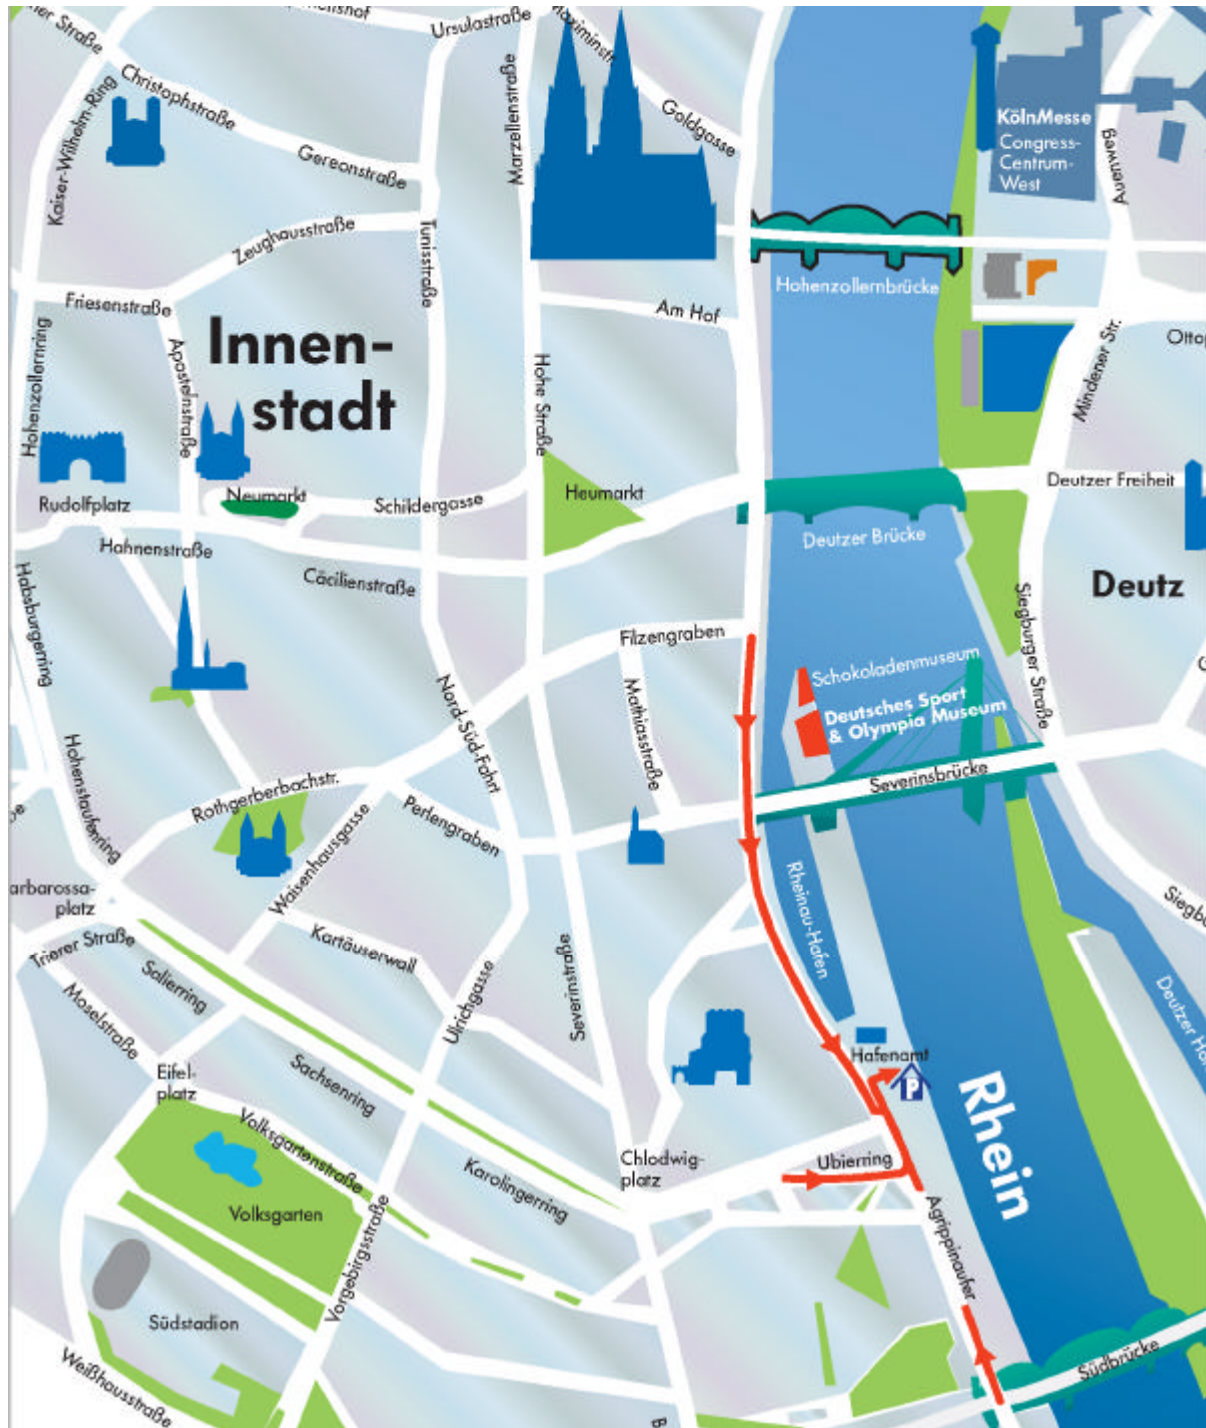 ner Straße
Ursulastraße
Christophstraße
Kaiser-Wilhelm-Ring
Gereonstraße
Marzellenstraße
Goldgasse
KölnMesse
Congress-
Centrum-
West
Auenweg
Zeughausstraße
Tunisstraße
Friesenstraße
Hohenzollernbrücke
Am Hof
Innen-
stadt
Hohenzollernring
Apostelnstraße
Hohe Straße
Mindener Str.
Rudolfplatz
Neumarkt
Schildergasse
Heumarkt
Deutzer Freiheit
Deutzer Brücke
Hahnenstraße
Cäcilienstraße
Deutz
Habsburgerring
Filzengraben
Siegburger Straße
Schokoladenmuseum
Deutsches Sport
& Olympia Museum
Mathiasstraße
Nord-Süd-Fahrt
Hohenstaufenring
Severinsbrücke
Rothgerberbachstr.
Perlengraben
Waisenhausgasse
arbarossa-
platz
Rheinau-Hafen
Trierer Straße
Kartäuserwall
Salierring
Ulrichgasse
Severinstraße
Moselstraße
Hafenamt
P
Eifel-
platz
Sachsenring
Rhein
Volksgartenstraße
Chlodwig-
platz
Ubierring
Karolingerring
Volksgarten
Agrippinaufer
Vorgebirgsstraße
Südstadion
Südbrücke
Weißhausstraße